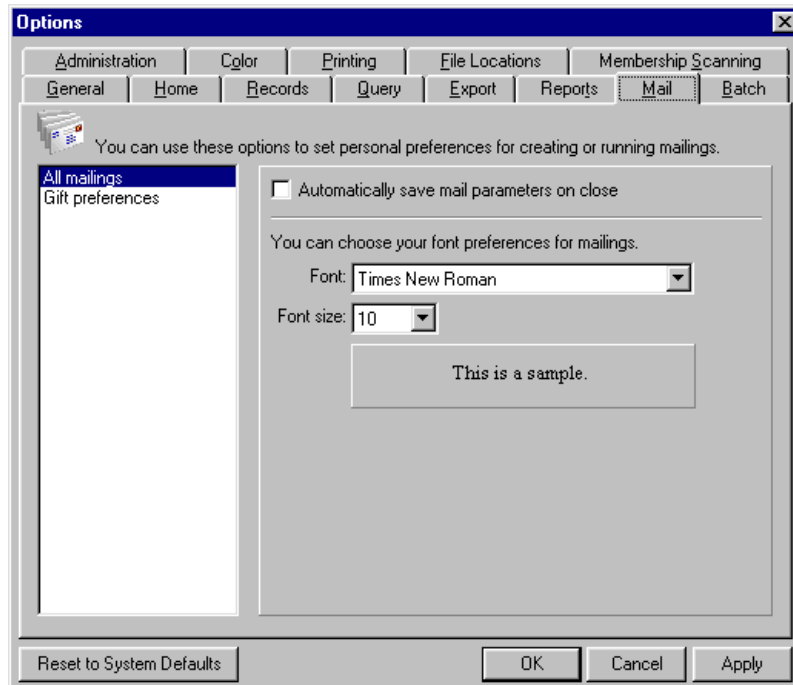 Options
Administration Color Printing File Locations Membership Scanning
General Home Records Query Export Reports Mail Batch
You can use these options to set personal preferences for creating or running mailings.
All mailings
Gift preferences
Automatically save mail parameters on close
You can choose your font preferences for mailings.
Font: Times New Roman
Font size: 10
This is a sample.
Reset to System Defaults OK Cancel Apply